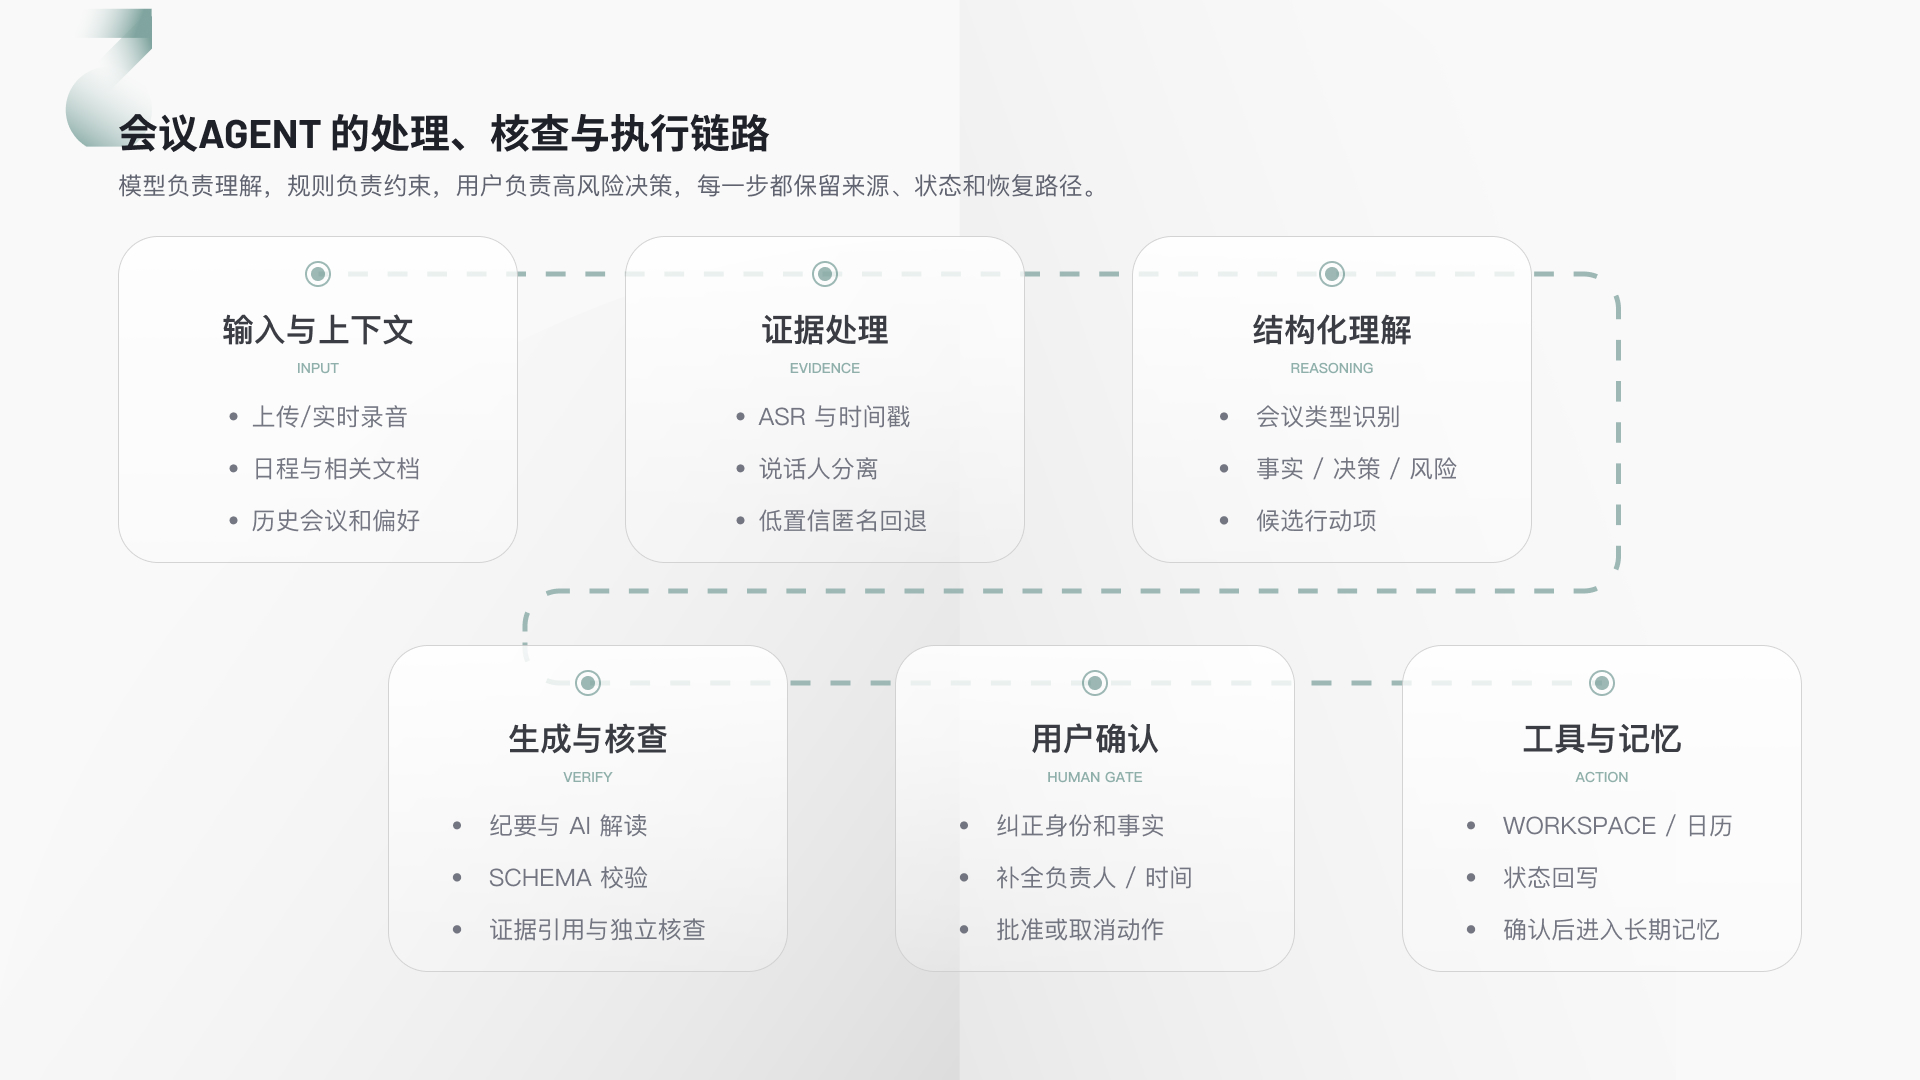 会议AGENT 的处理、核查与执行链路
模型负责理解，规则负责约束，用户负责高风险决策，每一步都保留来源、状态和恢复路径。
输入与上下文
INPUT
• 上传/实时录音
• 日程与相关文档
• 历史会议和偏好
证据处理
EVIDENCE
• ASR 与时间戳
• 说话人分离
• 低置信匿名回退
结构化理解
REASONING
• 会议类型识别
• 事实 / 决策 / 风险
• 候选行动项
生成与核查
VERIFY
• 纪要与 AI 解读
• SCHEMA 校验
• 证据引用与独立核查
用户确认
HUMAN GATE
• 纠正身份和事实
• 补全负责人 / 时间
• 批准或取消动作
工具与记忆
ACTION
• WORKSPACE / 日历
• 状态回写
• 确认后进入长期记忆